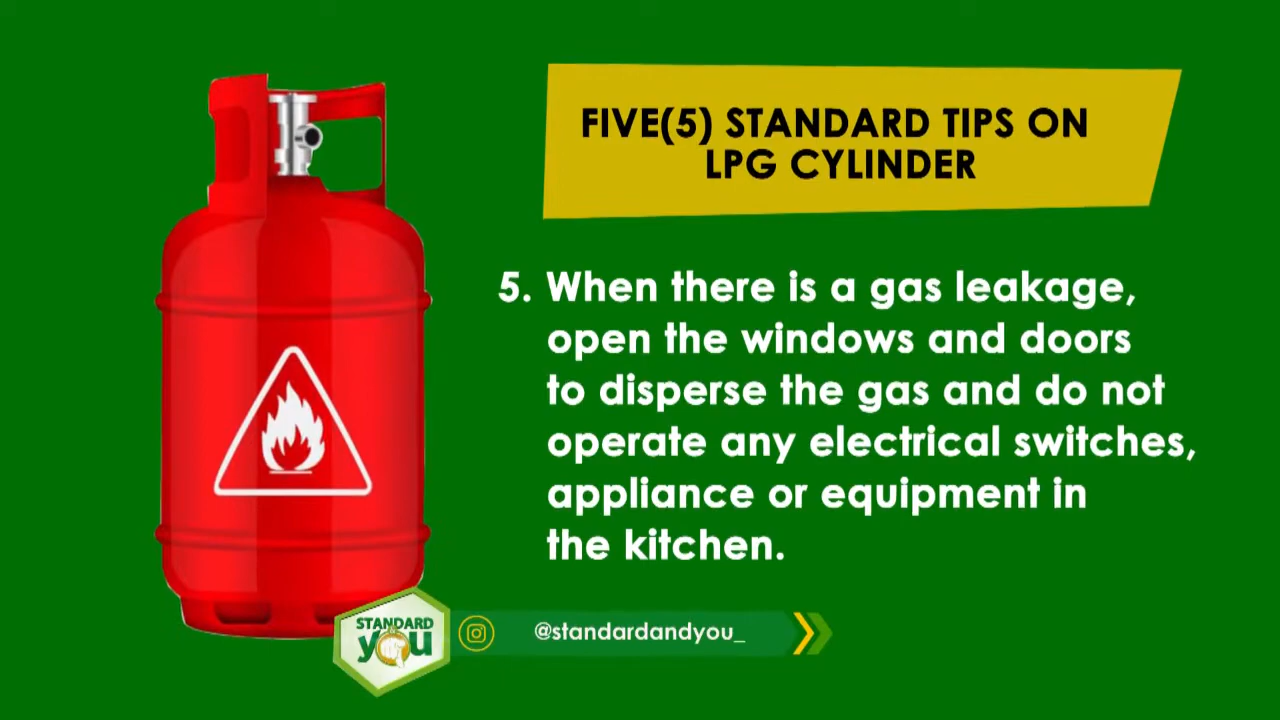 FIVE(5) STANDARD TIPS ON
LPG CYLINDER
5. When there is a gas leakage,
open the windows and doors
to disperse the gas and do not
operate any electrical switches,
appliance or equipment in
the kitchen.
STANDARD
you
@standardandyou_